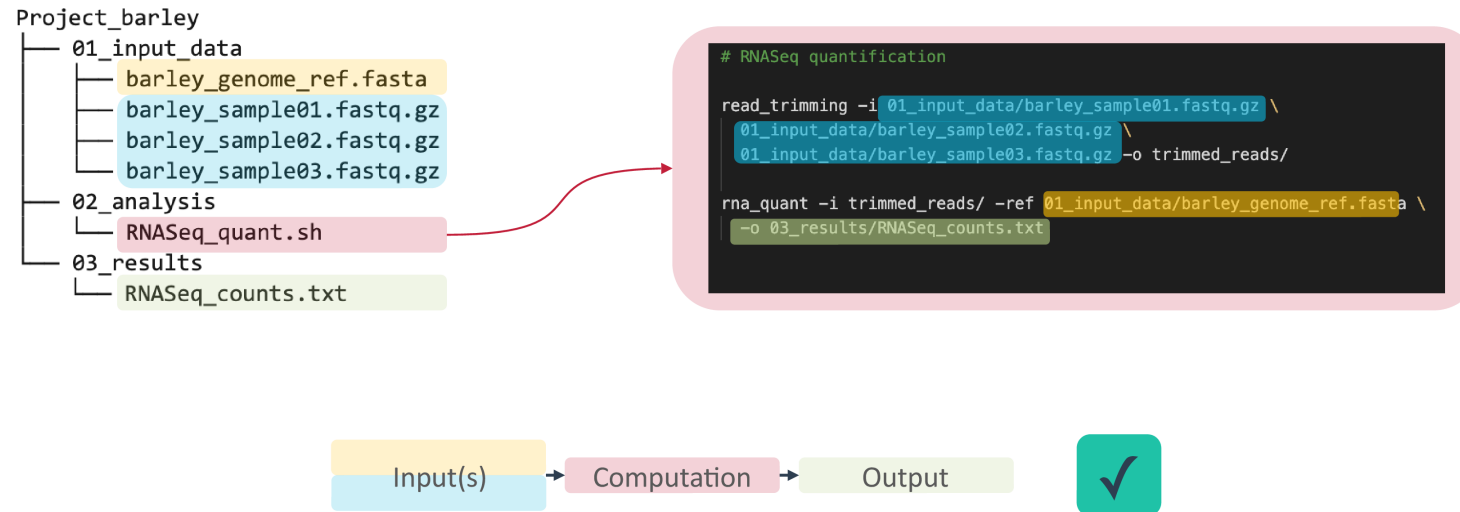 Project_barley
01_input_data
barley_genome_ref.fasta
barley_sample01.fastq.gz
barley_sample02.fastq.gz
barley_sample03.fastq.gz
02_analysis
RNASeq_quant.sh
03_results
RNASeq_counts.txt
# RNASeq quantification
read_trimming -i 01_input_data/barley_sample01.fastq.gz \
01_input_data/barley_sample02.fastq.gz \
01_input_data/barley_sample03.fastq.gz -o trimmed_reads/
rna_quant -i trimmed_reads/ -ref 01_input_data/barley_genome_ref.fasta \
-o 03_results/RNASeq_counts.txt
Input(s)
Computation
Output